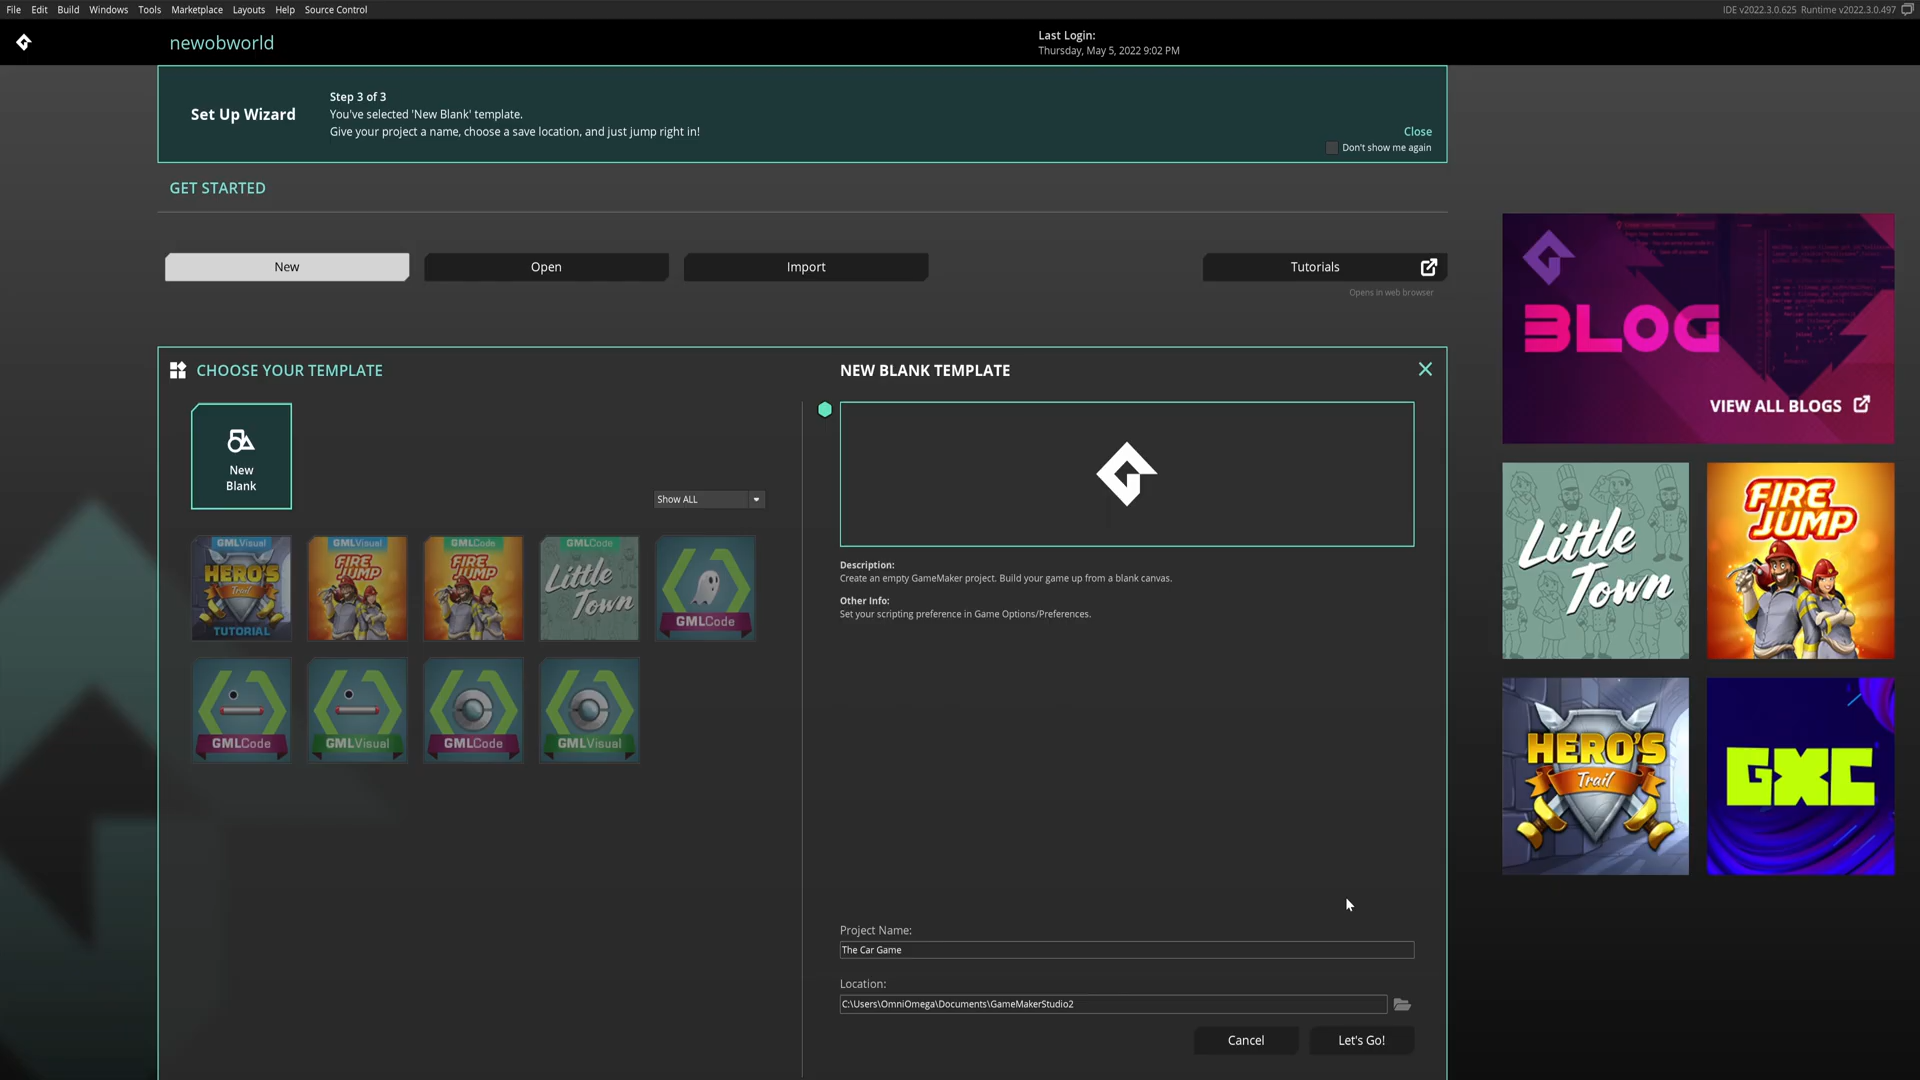 File Edit Build Windows Tools Marketplace Layouts Help Source Control
IDE v2022.3.0.625 Runtime v2022.3.0.497
newobworld
Last Login:
Thursday, May 5, 2022 9:02 PM
Set Up Wizard
Step 3 of 3
You've selected 'New Blank' template.
Give your project a name, choose a save location, and just jump right in!
Close
Don't show me again
GET STARTED
New
Open
Import
Tutorials
Opens in web browser
BLOG
VIEW ALL BLOGS
CHOOSE YOUR TEMPLATE
New
Blank
Show ALL
GMLVisual
HERO'S
Trail
TUTORIAL
GMLVisual
FIRE
JUMP
GMLCode
FIRE
JUMP
GMLCode
Little
Town
GMLCode
GMLCode
GMLVisual
GMLCode
GMLVisual
NEW BLANK TEMPLATE
Description:
Create an empty GameMaker project. Build your game up from a blank canvas.
Other Info:
Set your scripting preference in Game Options/Preferences.
Project Name:
The Car Game
Location:
C:\Users\OmniOmega\Documents\GameMakerStudio2
Cancel
Let's Go!
Little
Town
FIRE
JUMP
HERO'S
Trail
GXC